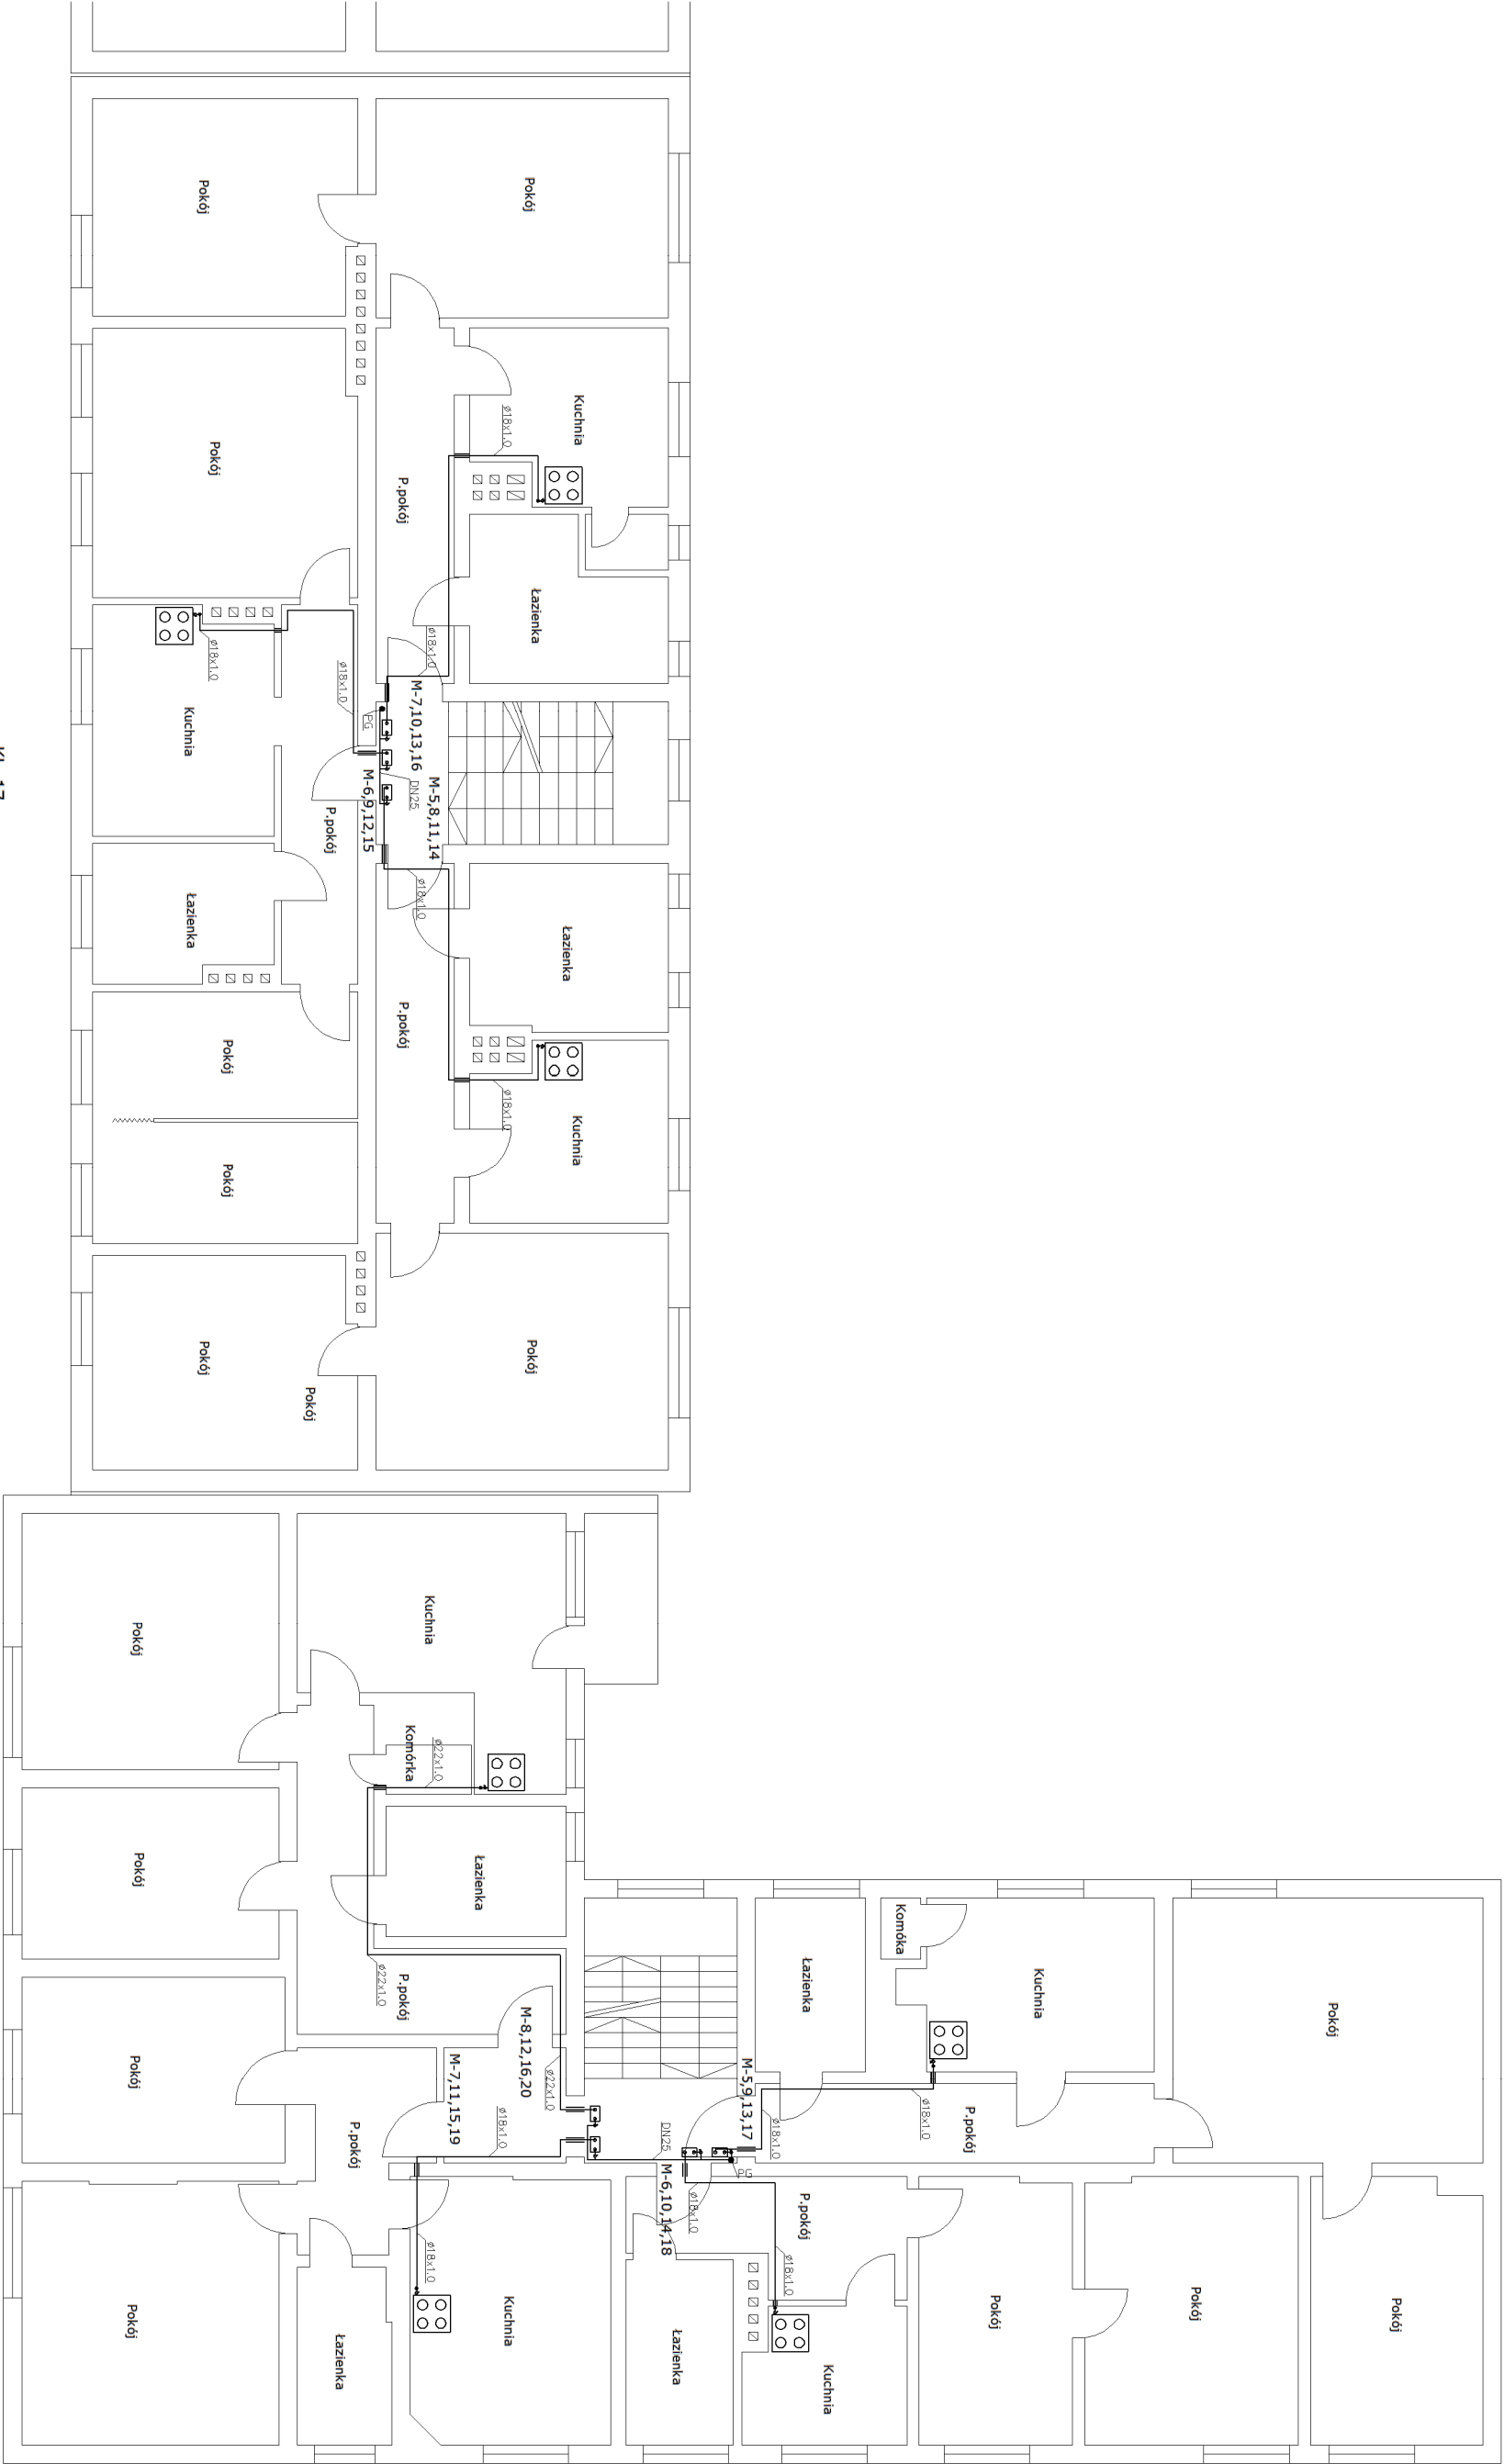 Pokój
Pokój
Kuchnia
ø18x1.0
Pokój
P.pokój
Łazienka
ø18x1.0
ø18x1.0
ø18x1.0
Kuchnia
PG
M-7,10,13,16
DN25
M-5,8,11,14
M-6,9,12,15
P.pokój
ø18x1.0
Łazienka
Łazienka
P.pokój
Pokój
Kuchnia
ø18x1.0
Pokój
Pokój
Pokój
Pokój
Kuchnia
Pokój
Komórka
ø22x1.0
Pokój
Łazienka
P.pokój
ø22x1.0
Komóka
Łazienka
Kuchnia
Pokój
M-8,12,16,20
ø22x1.0
M-7,11,15,19
ø18x1.0
Pokój
P.pokój
M-5,9,13,17
ø18x1.0
ø18x1.0
P.pokój
DN25
PG
M-6,10,14,18
ø18x1.0
P.pokój
ø18x1.0
ø18x1.0
Pokój
Łazienka
Kuchnia
Łazienka
Kuchnia
Pokój
Pokój
Pokój